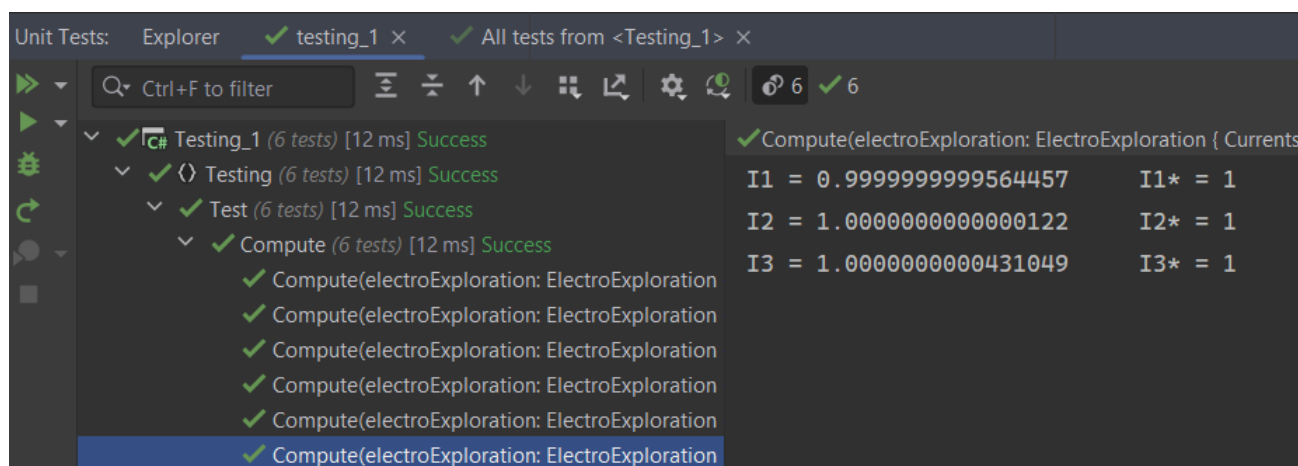 Unit Tests: Explorer testing_1 × All tests from <Testing_1> ×
Ctrl+F to filter 6 6
C# Testing_1 (6 tests) [12 ms] Success
Testing (6 tests) [12 ms] Success
Test (6 tests) [12 ms] Success
Compute (6 tests) [12 ms] Success
Compute(electroExploration: ElectroExploration
Compute(electroExploration: ElectroExploration
Compute(electroExploration: ElectroExploration
Compute(electroExploration: ElectroExploration
Compute(electroExploration: ElectroExploration
Compute(electroExploration: ElectroExploration
Compute(electroExploration: ElectroExploration { Currents
I1 = 0.9999999999564457 I1* = 1
I2 = 1.0000000000000122 I2* = 1
I3 = 1.0000000000431049 I3* = 1